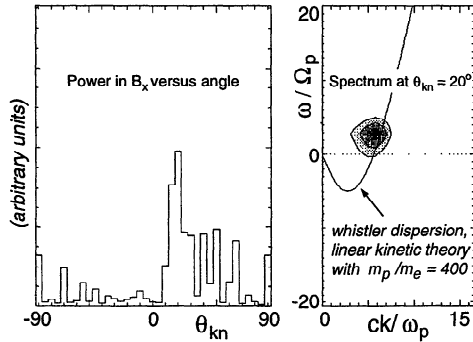 Power in Bx versus angle
(arbitrary units)
-90
0
90
θkn
ω/Ωp
20
Spectrum at θkn = 20°
0
whistler dispersion,
linear kinetic theory
with mp/me = 400
-20
0
15
ck/ωp